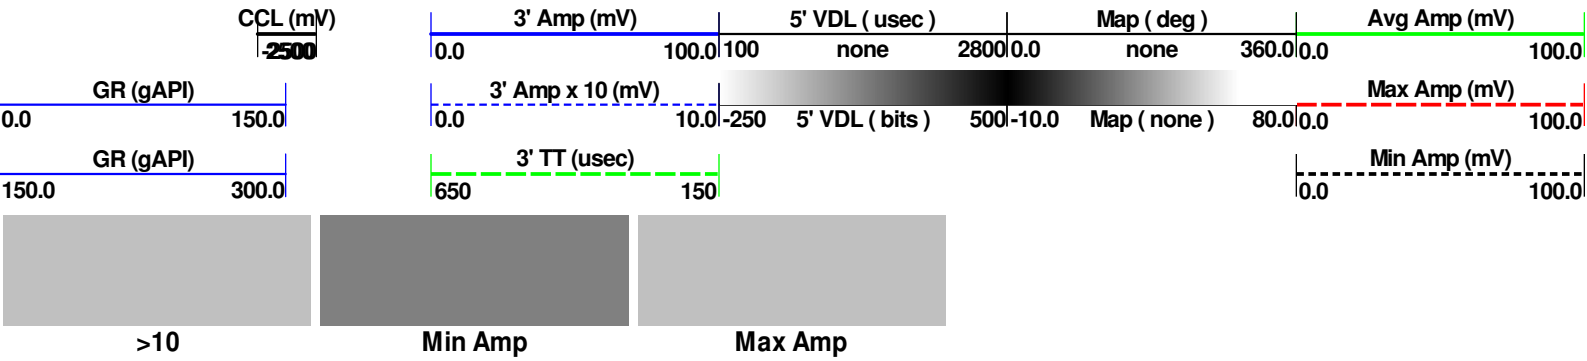 CCL (mV) 3' Amp (mV) 5' VDL ( usec ) Map ( deg ) Avg Amp (mV)
0.0 100.0 100 none 2800 0.0 none 360.0 0.0 100.0
GR (gAPI) 3' Amp x 10 (mV) Max Amp (mV)
0.0 150.0 0.0 10.0 -250 5' VDL ( bits ) 500 -10.0 Map ( none ) 80.0 0.0 100.0
GR (gAPI) 3' TT (usec) Min Amp (mV)
150.0 300.0 650 150 0.0 100.0
>10 Min Amp Max Amp